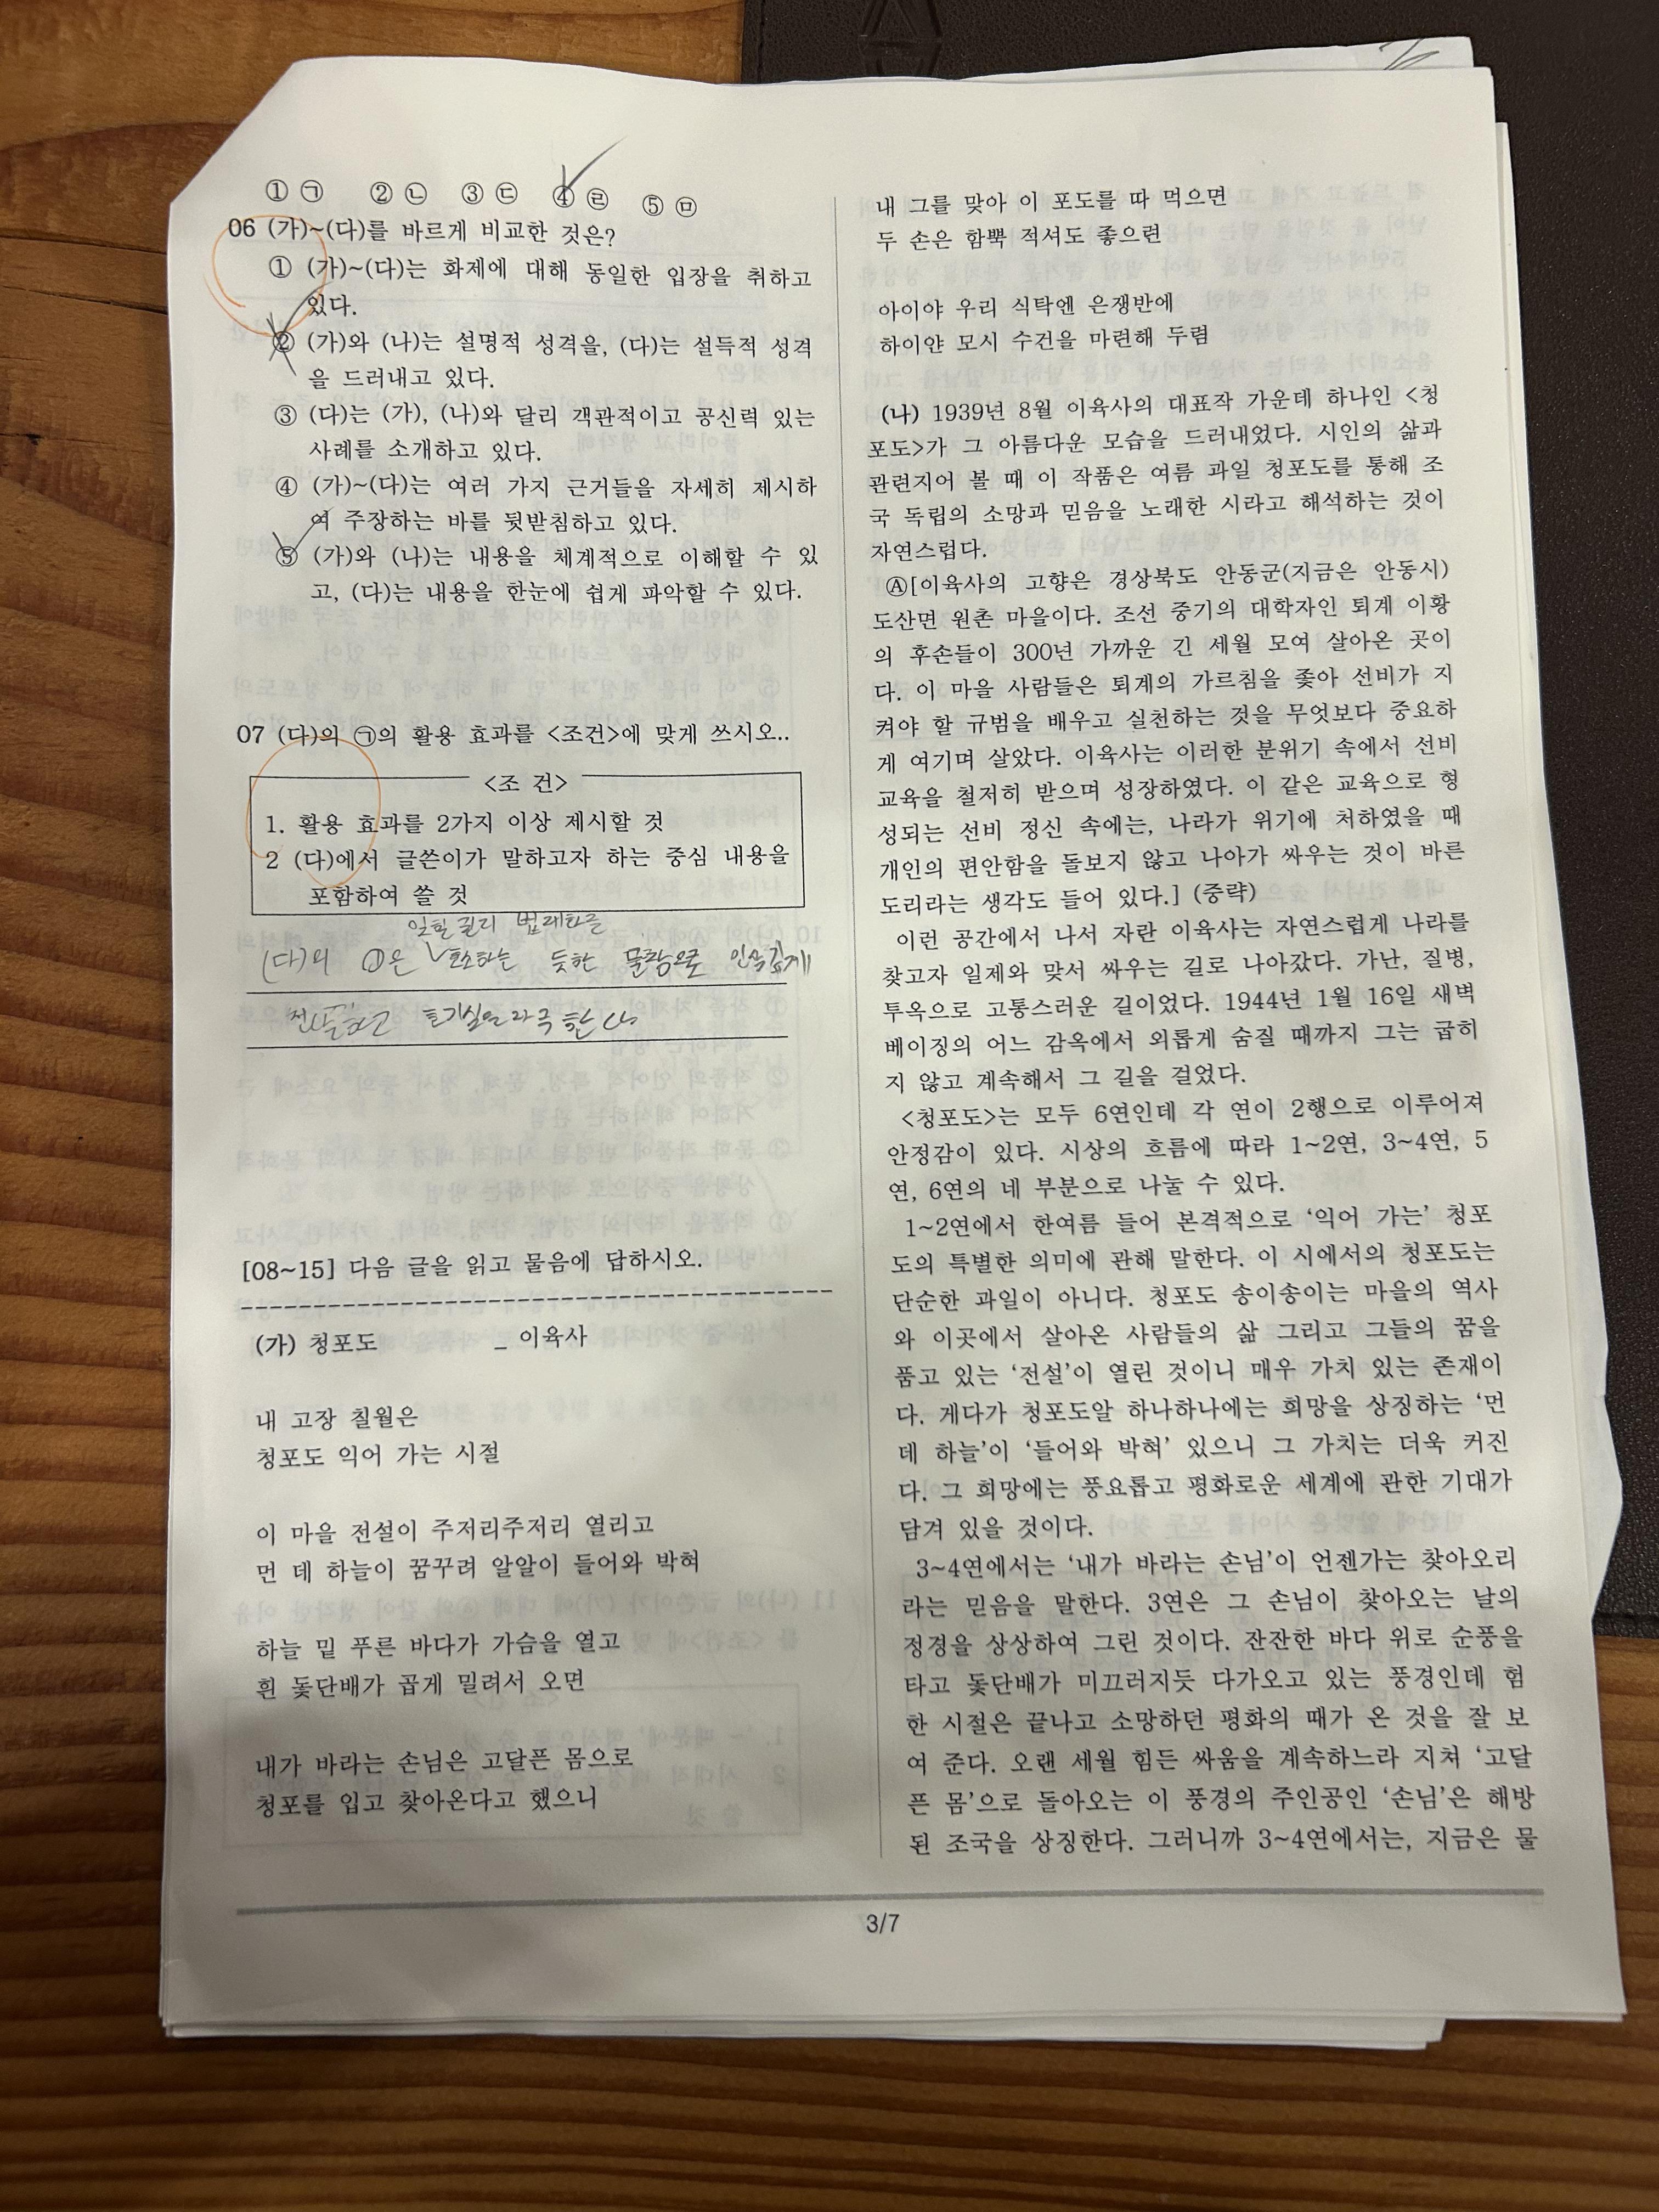 ① ㉠ ② ㉡ ③ ㉢ ④ ㉣ ⑤ ㉤
06 (가)~(다)를 바르게 비교한 것은?
① (가)~(다)는 화제에 대해 동일한 입장을 취하고
있다.
② (가)와 (나)는 설명적 성격을, (다)는 설득적 성격
을 드러내고 있다.
③ (다)는 (가), (나)와 달리 객관적이고 공신력 있는
사례를 소개하고 있다.
④ (가)~(다)는 여러 가지 근거들을 자세히 제시하
여 주장하는 바를 뒷받침하고 있다.
⑤ (가)와 (나)는 내용을 체계적으로 이해할 수 있
고, (다)는 내용을 한눈에 쉽게 파악할 수 있다.
07 (다)의 ㉠의 활용 효과를 <조건>에 맞게 쓰시오..
<조 건>
1. 활용 효과를 2가지 이상 제시할 것
2 (다)에서 글쓴이가 말하고자 하는 중심 내용을
포함하여 쓸 것
잊힐 권리 법제화를
(다)의 ㉠은 호소하는 듯한 문장으로 인상깊게
[08~15] 다음 글을 읽고 물음에 답하시오.
(가) 청포도 _ 이육사
내 고장 칠월은
청포도 익어 가는 시절
이 마을 전설이 주저리주저리 열리고
먼 데 하늘이 꿈꾸려 알알이 들어와 박혀
하늘 밑 푸른 바다가 가슴을 열고
흰 돛단배가 곱게 밀려서 오면
내가 바라는 손님은 고달픈 몸으로
청포를 입고 찾아온다고 했으니
내 그를 맞아 이 포도를 따 먹으면
두 손은 함뿍 적셔도 좋으련
아이야 우리 식탁엔 은쟁반에
하이얀 모시 수건을 마련해 두렴
(나) 1939년 8월 이육사의 대표작 가운데 하나인 <청
포도>가 그 아름다운 모습을 드러내었다. 시인의 삶과
관련지어 볼 때 이 작품은 여름 과일 청포도를 통해 조
국 독립의 소망과 믿음을 노래한 시라고 해석하는 것이
자연스럽다.
Ⓐ[이육사의 고향은 경상북도 안동군(지금은 안동시)
도산면 원촌 마을이다. 조선 중기의 대학자인 퇴계 이황
의 후손들이 300년 가까운 긴 세월 모여 살아온 곳이
다. 이 마을 사람들은 퇴계의 가르침을 좇아 선비가 지
켜야 할 규범을 배우고 실천하는 것을 무엇보다 중요하
게 여기며 살았다. 이육사는 이러한 분위기 속에서 선비
교육을 철저히 받으며 성장하였다. 이 같은 교육으로 형
성되는 선비 정신 속에는, 나라가 위기에 처하였을 때
개인의 편안함을 돌보지 않고 나아가 싸우는 것이 바른
도리라는 생각도 들어 있다.] (중략)
이런 공간에서 나서 자란 이육사는 자연스럽게 나라를
찾고자 일제와 맞서 싸우는 길로 나아갔다. 가난, 질병,
투옥으로 고통스러운 길이었다. 1944년 1월 16일 새벽
베이징의 어느 감옥에서 외롭게 숨질 때까지 그는 굽히
지 않고 계속해서 그 길을 걸었다.
<청포도>는 모두 6연인데 각 연이 2행으로 이루어져
안정감이 있다. 시상의 흐름에 따라 1~2연, 3~4연, 5
연, 6연의 네 부분으로 나눌 수 있다.
1~2연에서 한여름 들어 본격적으로 ‘익어 가는’ 청포
도의 특별한 의미에 관해 말한다. 이 시에서의 청포도는
단순한 과일이 아니다. 청포도 송이송이는 마을의 역사
와 이곳에서 살아온 사람들의 삶 그리고 그들의 꿈을
품고 있는 ‘전설’이 열린 것이니 매우 가치 있는 존재이
다. 게다가 청포도알 하나하나에는 희망을 상징하는 ‘먼
데 하늘’이 ‘들어와 박혀’ 있으니 그 가치는 더욱 커진
다. 그 희망에는 풍요롭고 평화로운 세계에 관한 기대가
담겨 있을 것이다.
3~4연에서는 ‘내가 바라는 손님’이 언젠가는 찾아오리
라는 믿음을 말한다. 3연은 그 손님이 찾아오는 날의
정경을 상상하여 그린 것이다. 잔잔한 바다 위로 순풍을
타고 돛단배가 미끄러지듯 다가오고 있는 풍경인데 험
한 시절은 끝나고 소망하던 평화의 때가 온 것을 잘 보
여 준다. 오랜 세월 힘든 싸움을 계속하느라 지쳐 ‘고달
픈 몸’으로 돌아오는 이 풍경의 주인공인 ‘손님’은 해방
된 조국을 상징한다. 그러니까 3~4연에서는, 지금은 물
3/7